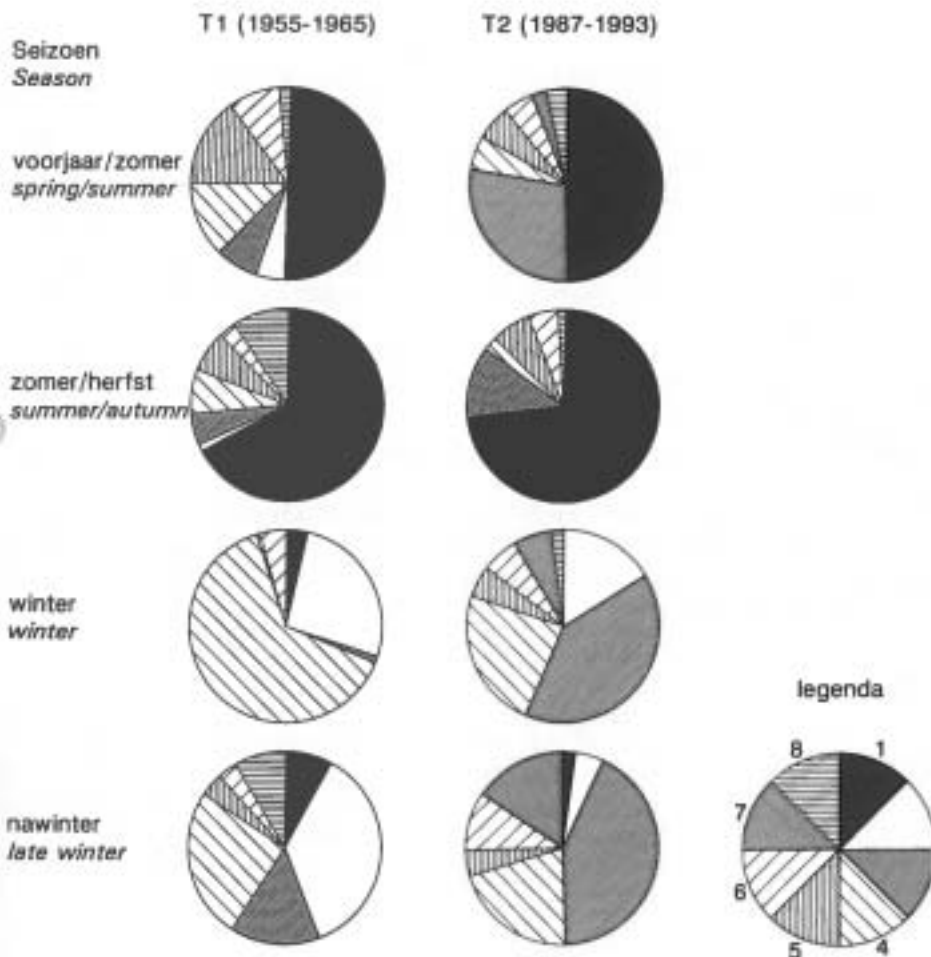 T1 (1955-1965) T2 (1987-1993)
Seizoen
Season
voorjaar/zomer
spring/summer
zomer/herfst
summer/autumn
winter
winter
legenda
nawinter
late winter
8 1
7
6
5 4